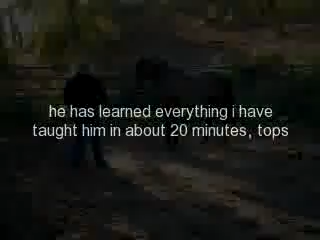 he has learned everything i have
taught him in about 20 minutes, tops